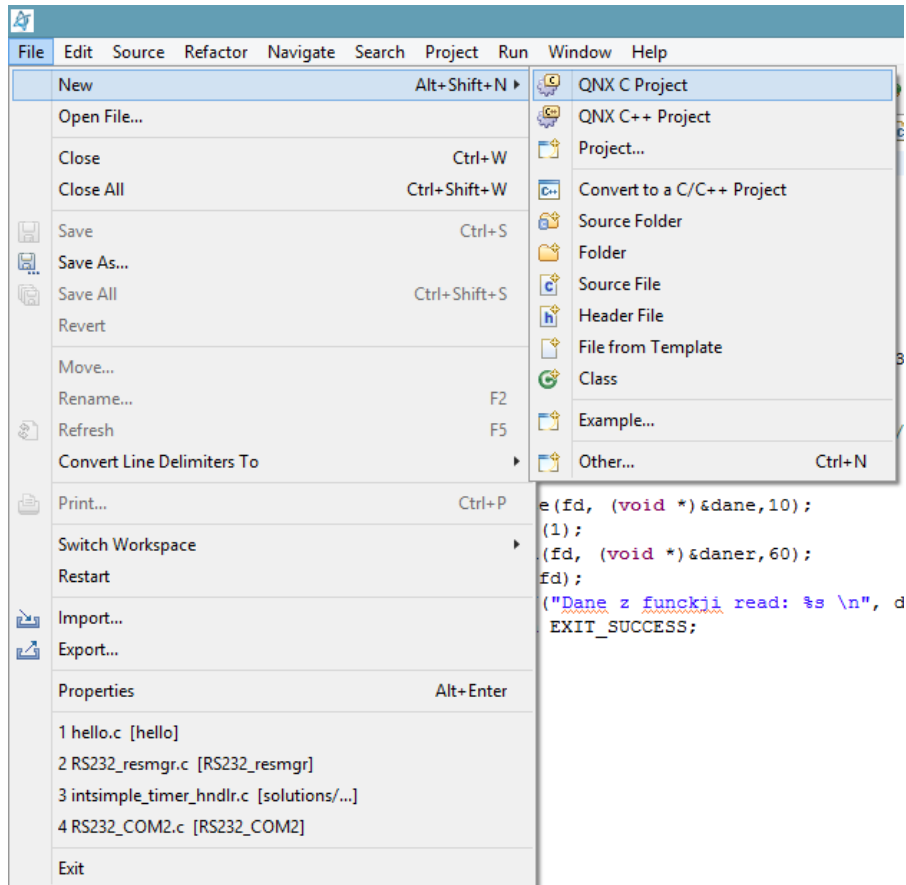 File Edit Source Refactor Navigate Search Project Run Window Help
New Alt+Shift+N
Open File...
Close Ctrl+W
Close All Ctrl+Shift+W
Save Ctrl+S
Save As...
Save All Ctrl+Shift+S
Revert
Move...
Rename... F2
Refresh F5
Convert Line Delimiters To
Print... Ctrl+P
Switch Workspace
Restart
Import...
Export...
Properties Alt+Enter
1 hello.c [hello]
2 RS232_resmgr.c [RS232_resmgr]
3 intsimple_timer_hndlr.c [solutions/...]
4 RS232_COM2.c [RS232_COM2]
Exit
QNX C Project
QNX C++ Project
Project...
Convert to a C/C++ Project
Source Folder
Folder
Source File
Header File
File from Template
Class
Example...
Other... Ctrl+N
e(fd, (void *)&dane,10);
(1);
(fd, (void *)&daner,60);
fd);
("Dane z funckji read: %s \n", d
EXIT_SUCCESS;